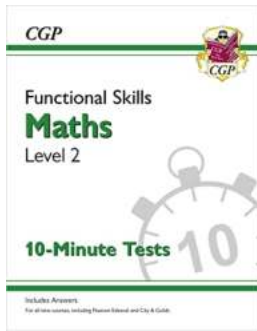 CGP
CGP
Functional Skills
Maths
Level 2
10
10-Minute Tests
Includes Answers
For all new courses, including Pearson Edexcel and City & Guilds